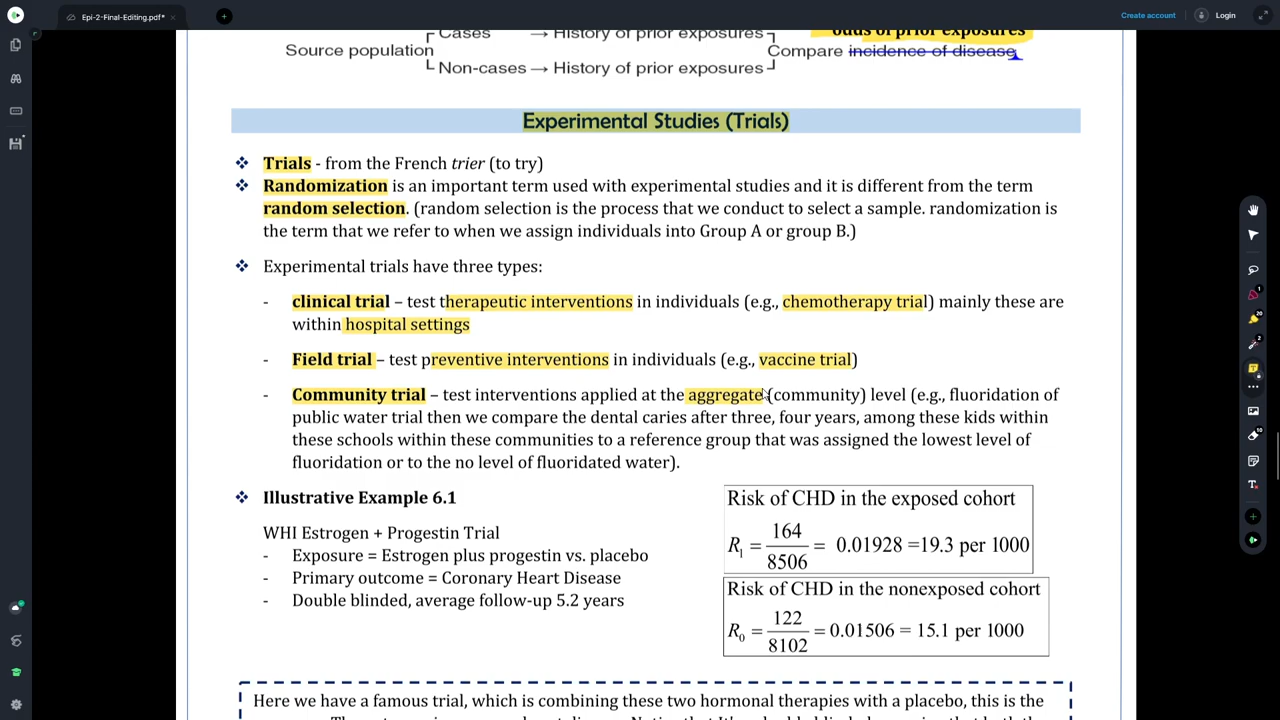 Epi-2-Final-Editing.pdf*
Create account
Login
odds of prior exposures
Cases → History of prior exposures
Source population
Compare incidence of disease
Non-cases → History of prior exposures
Experimental Studies (Trials)
❖ Trials - from the French trier (to try)
❖ Randomization is an important term used with experimental studies and it is different from the term
random selection. (random selection is the process that we conduct to select a sample. randomization is
the term that we refer to when we assign individuals into Group A or group B.)
❖ Experimental trials have three types:
- clinical trial – test therapeutic interventions in individuals (e.g., chemotherapy trial) mainly these are
within hospital settings
- Field trial – test preventive interventions in individuals (e.g., vaccine trial)
- Community trial – test interventions applied at the aggregate (community) level (e.g., fluoridation of
public water trial then we compare the dental caries after three, four years, among these kids within
these schools within these communities to a reference group that was assigned the lowest level of
fluoridation or to the no level of fluoridated water).
❖ Illustrative Example 6.1
WHI Estrogen + Progestin Trial
- Exposure = Estrogen plus progestin vs. placebo
- Primary outcome = Coronary Heart Disease
- Double blinded, average follow-up 5.2 years
Risk of CHD in the exposed cohort
R₁ = 164/8506 = 0.01928 =19.3 per 1000
Risk of CHD in the nonexposed cohort
R₀ = 122/8102 = 0.01506 = 15.1 per 1000
Here we have a famous trial, which is combining these two hormonal therapies with a placebo, this is the